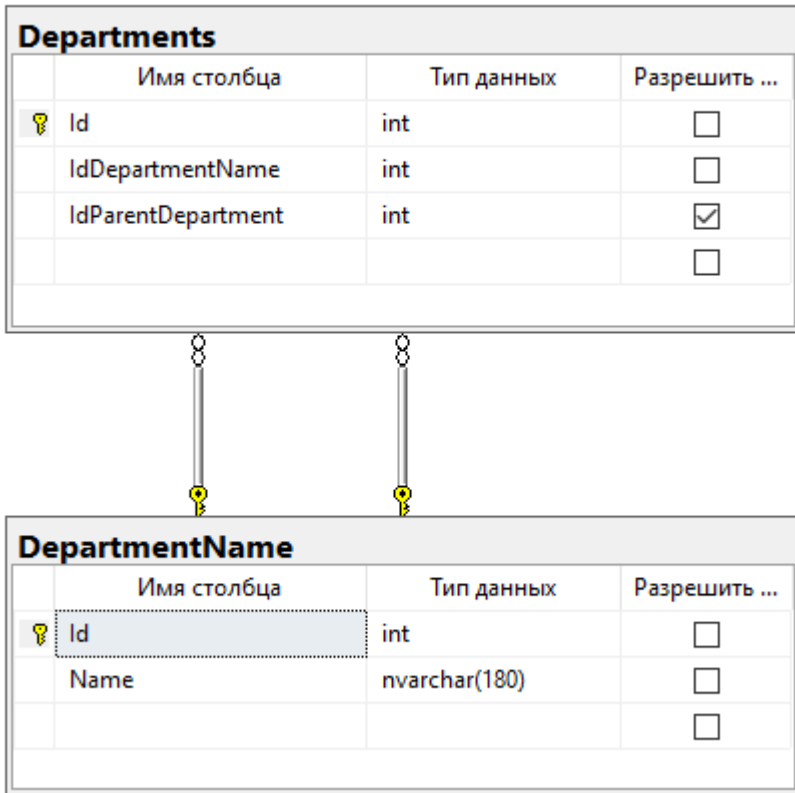 Departments
Имя столбца Тип данных Разрешить ...
Id int
IdDepartmentName int
IdParentDepartment int
DepartmentName
Имя столбца Тип данных Разрешить ...
Id int
Name nvarchar(180)